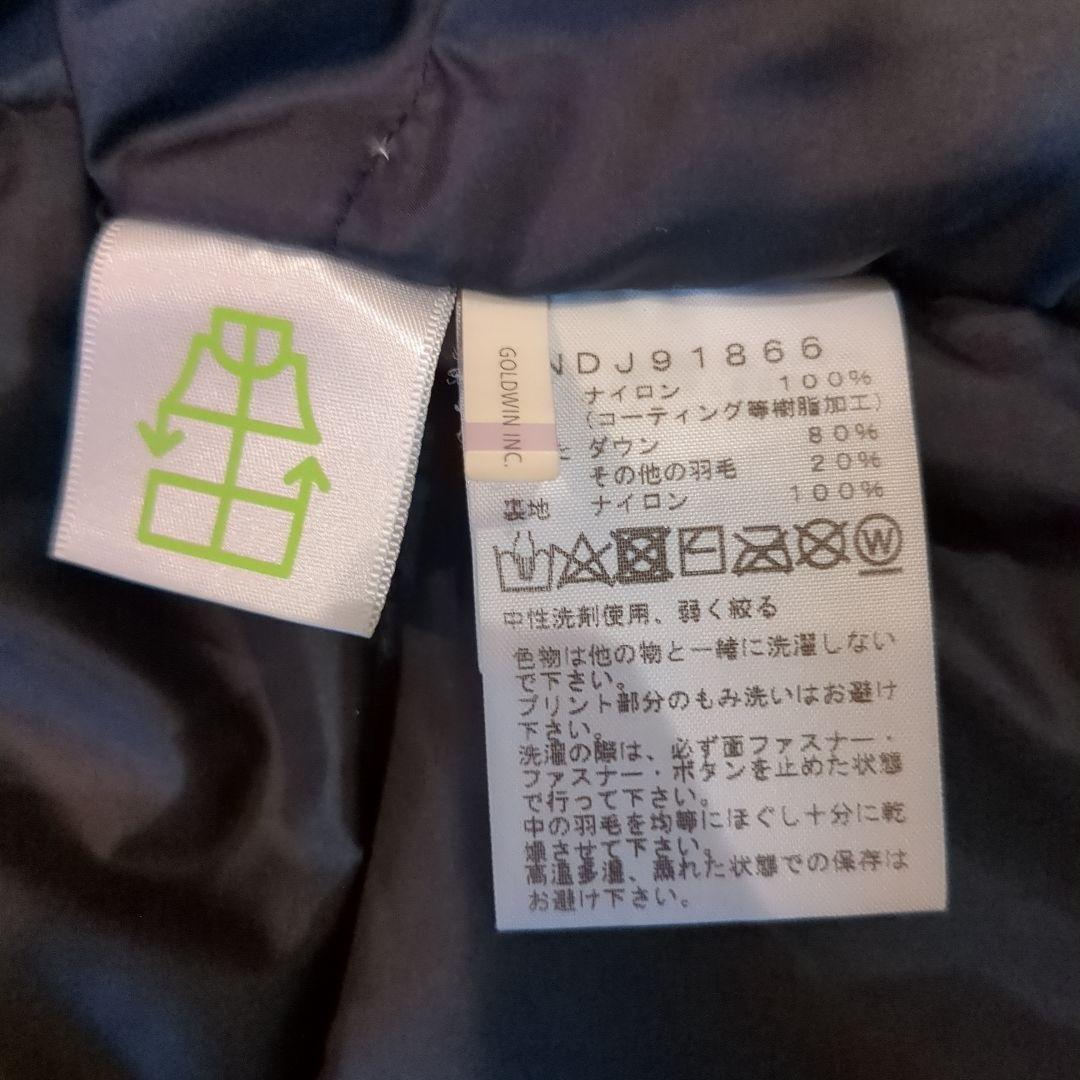 GOLDWIN INC.
NDJ91866
ナイロン 100%
(コーティング等樹脂加工)
ダウン 80%
その他の羽毛 20%
裏地 ナイロン 100%
W
中性洗剤使用、弱く絞る
色物は他の物と一緒に洗濯しない
で下さい。
プリント部分のもみ洗いはお避け
下さい。
洗濯の際は、必ず面ファスナー・
ファスナー・ボタンを止めた状態
で行って下さい。
中の羽毛を均等にほぐし十分に乾
燥させて下さい。
高温多湿、蒸れた状態での保存は
お避け下さい。